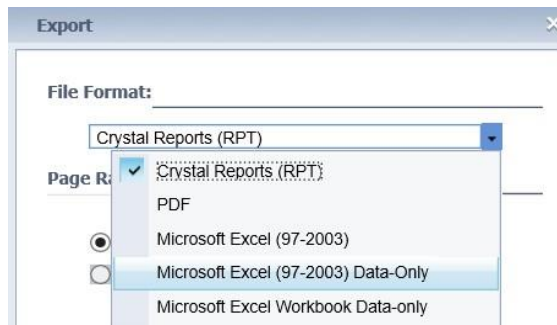 Export
File Format:
Crystal Reports (RPT)
Crystal Reports (RPT)
Page Ra
PDF
Microsoft Excel (97-2003)
Microsoft Excel (97-2003) Data-Only
Microsoft Excel Workbook Data-only